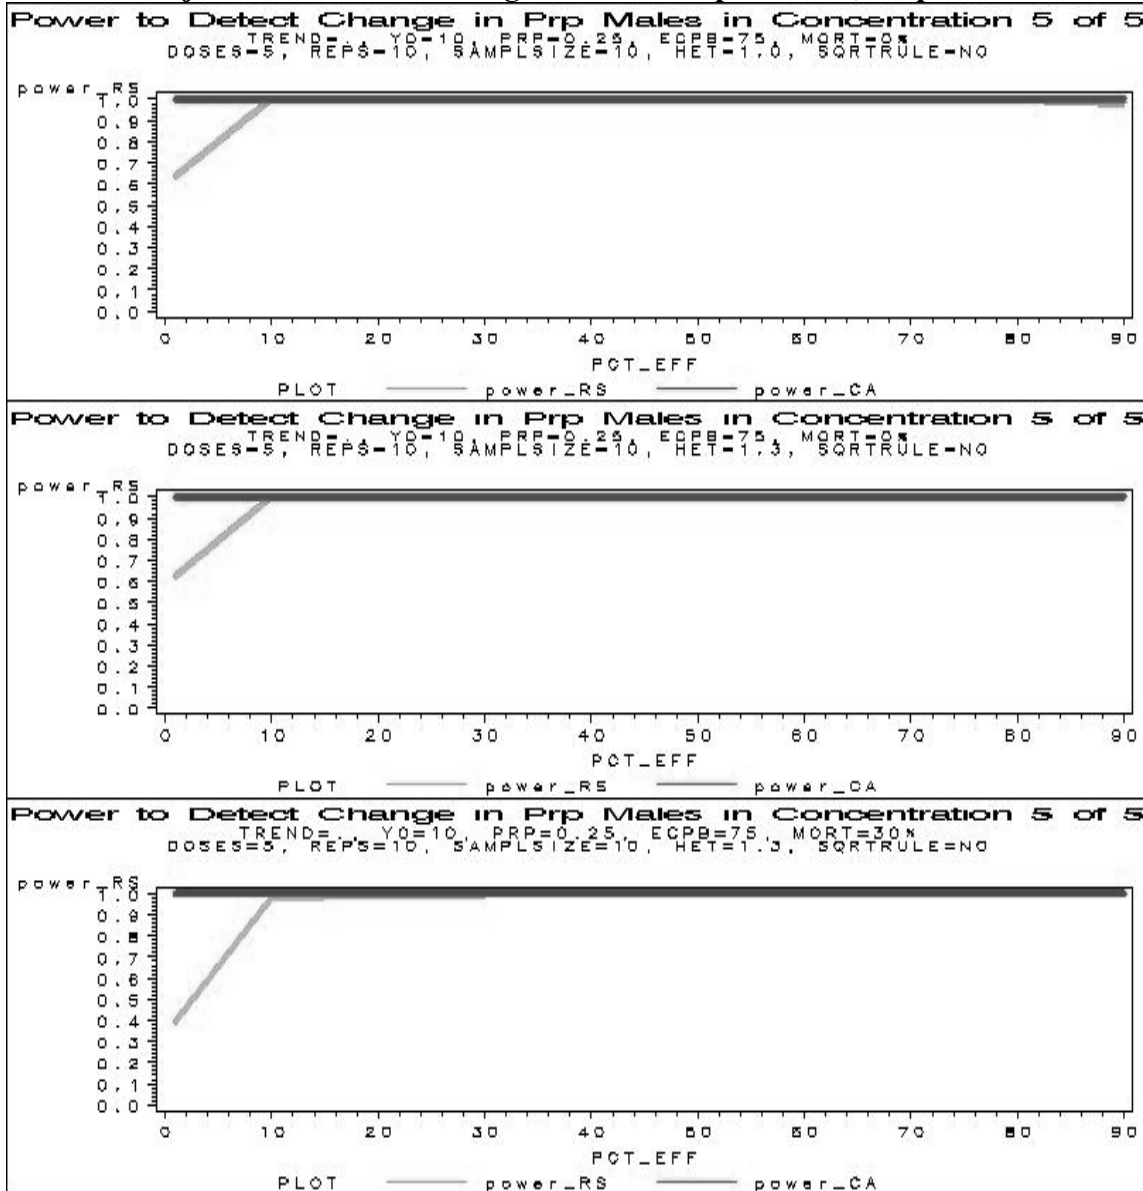 Power to Detect Change in Prp Males in Concentration 5 of 5
TREND=., Y0=10, PRP=0.25, ECPB=75, MORT=0%
DOSES=5, REPS=10, SAMPLSIZE=10, HET=1.0, SQRTRULE=NO
power_RS
1.0
0.9
0.8
0.7
0.6
0.5
0.4
0.3
0.2
0.1
0.0
0 10 20 30 40 50 60 70 80 90
PCT_EFF
PLOT power_RS power_CA
Power to Detect Change in Prp Males in Concentration 5 of 5
TREND=., Y0=10, PRP=0.25, ECPB=75, MORT=0%
DOSES=5, REPS=10, SAMPLSIZE=10, HET=1.3, SQRTRULE=NO
power_RS
1.0
0.9
0.8
0.7
0.6
0.5
0.4
0.3
0.2
0.1
0.0
0 10 20 30 40 50 60 70 80 90
PCT_EFF
PLOT power_RS power_CA
Power to Detect Change in Prp Males in Concentration 5 of 5
TREND=., Y0=10, PRP=0.25, ECPB=75, MORT=30%
DOSES=5, REPS=10, SAMPLSIZE=10, HET=1.3, SQRTRULE=NO
power_RS
1.0
0.9
0.8
0.7
0.6
0.5
0.4
0.3
0.2
0.1
0.0
0 10 20 30 40 50 60 70 80 90
PCT_EFF
PLOT power_RS power_CA